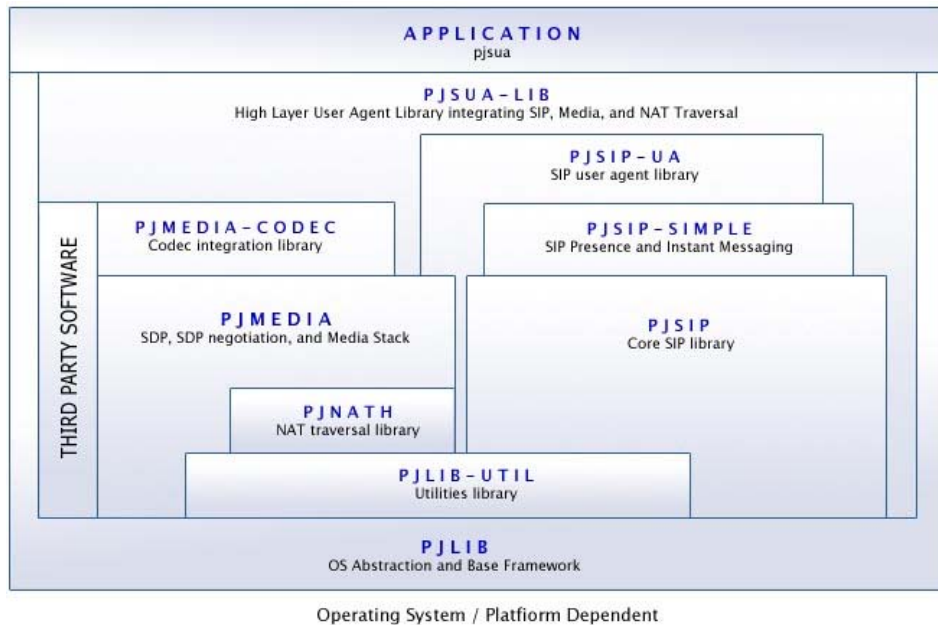 APPLICATION
pjsua
PJSUA-LIB
High Layer User Agent Library integrating SIP, Media, and NAT Traversal
PJSIP-UA
SIP user agent library
PJMEDIA-CODEC
Codec integration library
PJSIP-SIMPLE
SIP Presence and Instant Messaging
THIRD PARTY SOFTWARE
PJMEDIA
SDP, SDP negotiation, and Media Stack
PJSIP
Core SIP library
PJNATH
NAT traversal library
PJLIB-UTIL
Utilities library
PJLIB
OS Abstraction and Base Framework
Operating System / Platfiorm Dependent